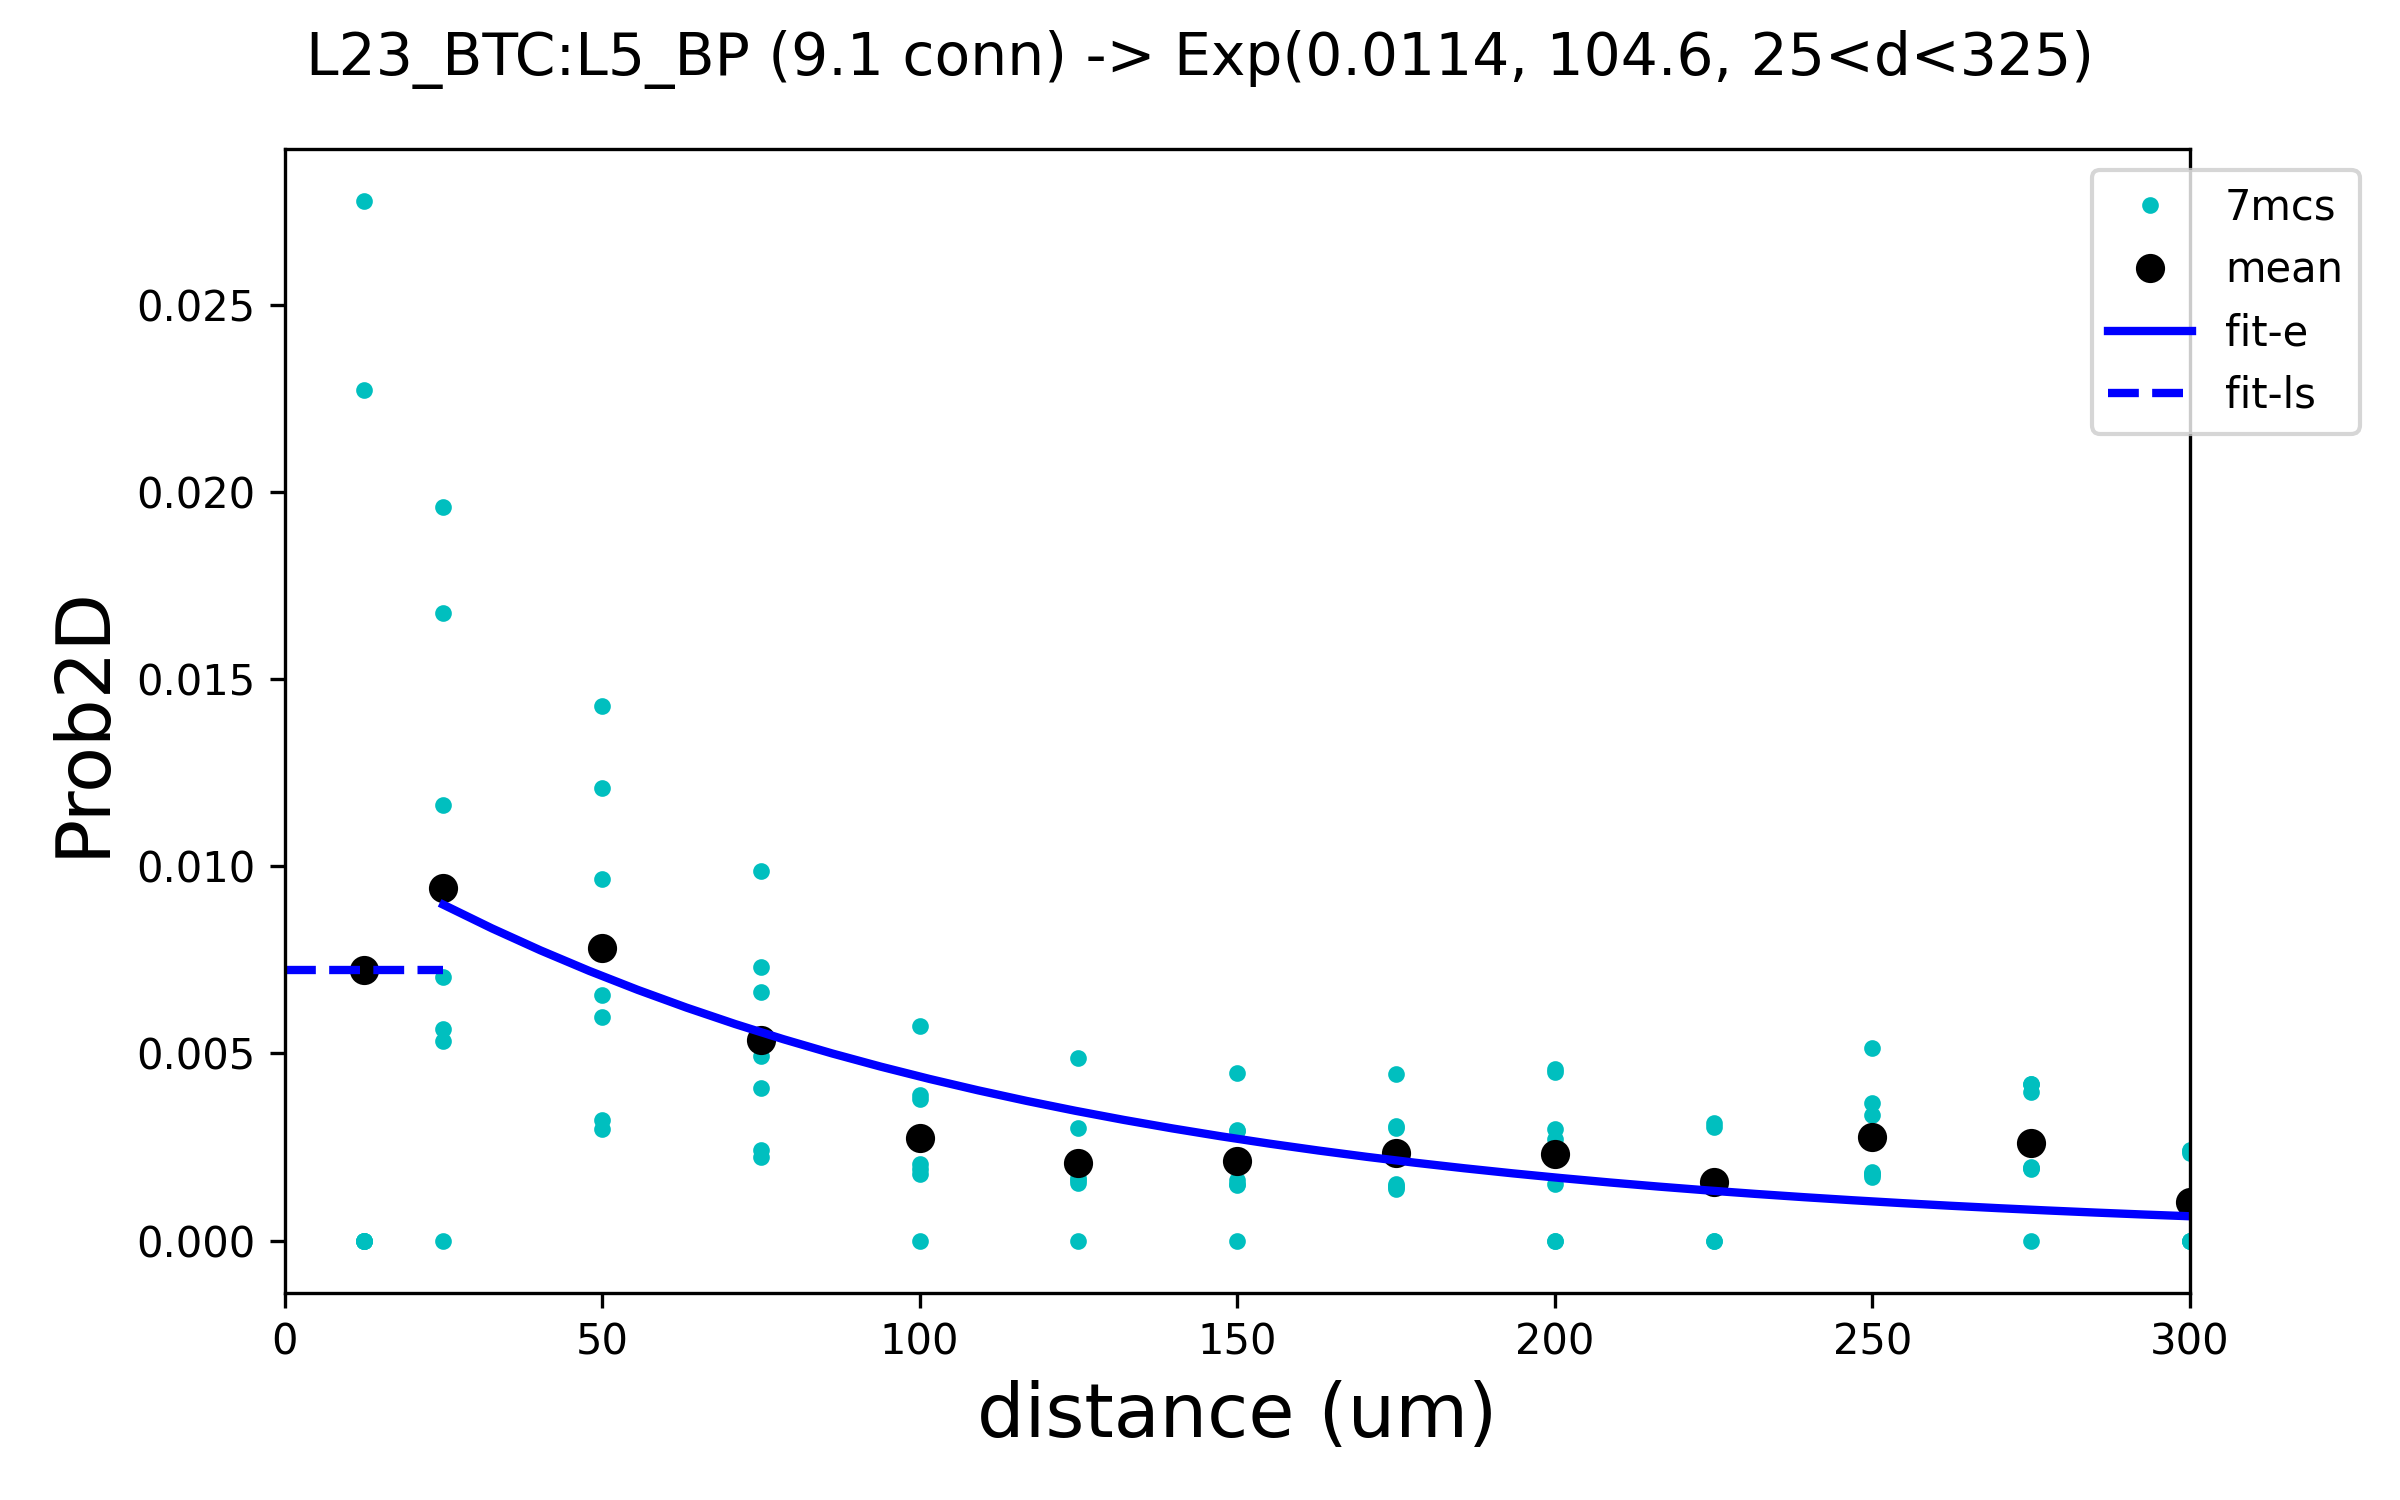 L23_BTC:L5_BP (9.1 conn) -> Exp(0.0114, 104.6, 25<d<325)
7mcs
mean
fit-e
fit-ls
Prob2D
0.025
0.020
0.015
0.010
0.005
0.000
0 50 100 150 200 250 300
distance (um)